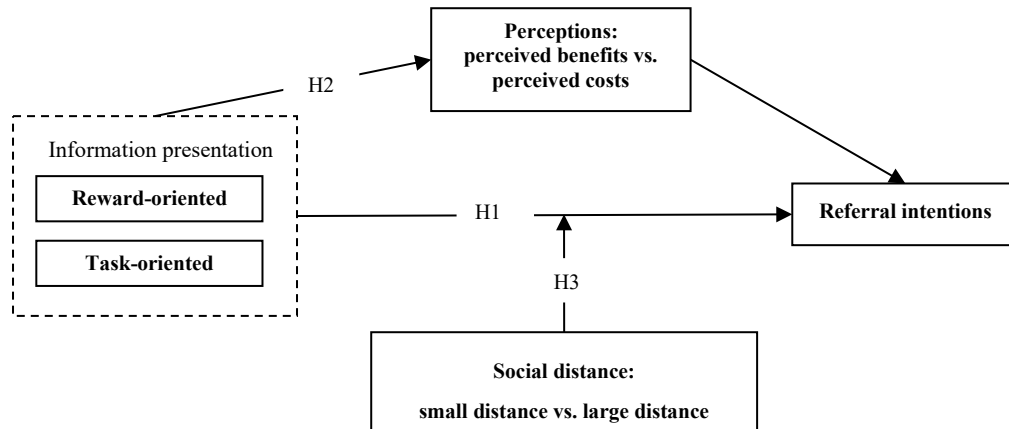 Perceptions:
perceived benefits vs.
perceived costs
H2
Information presentation
Reward-oriented
Task-oriented
H1
Referral intentions
H3
Social distance:
small distance vs. large distance